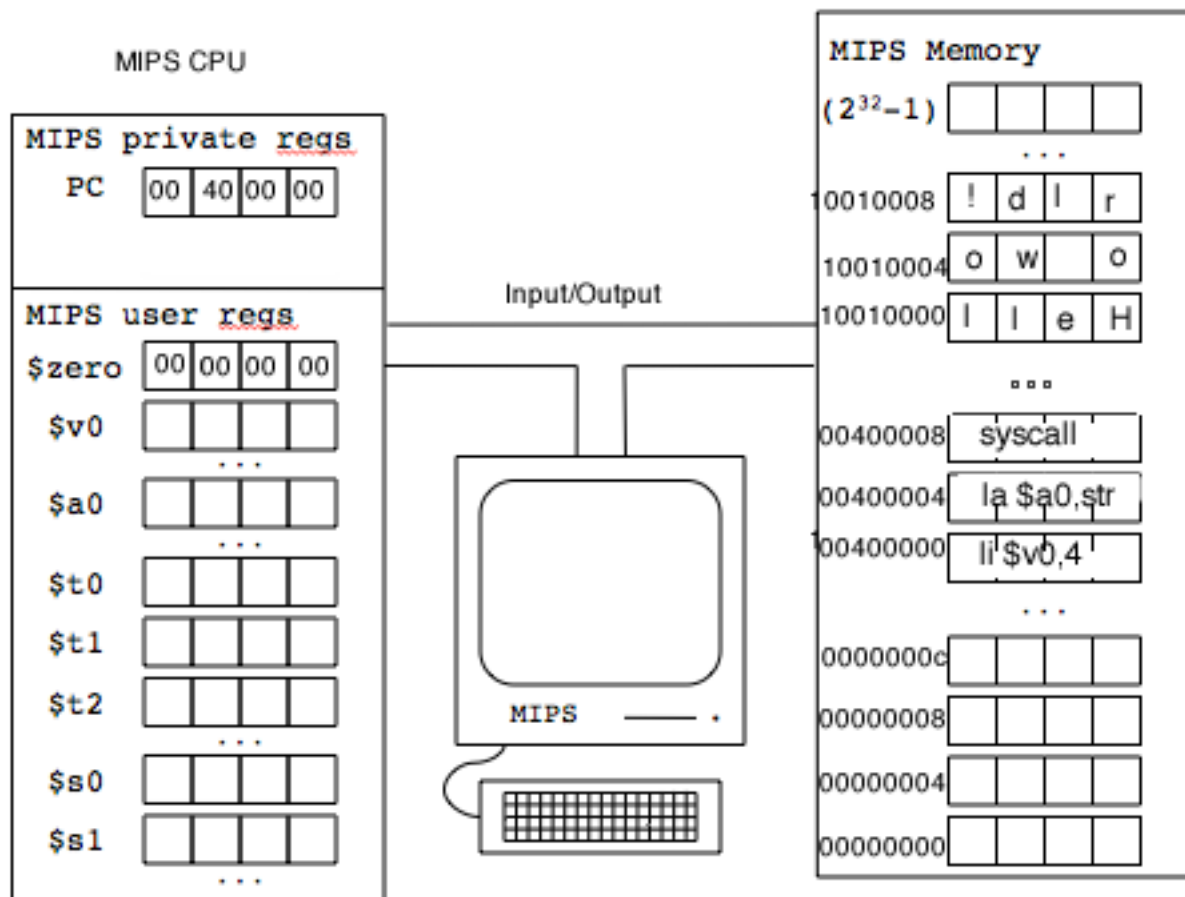 MIPS CPU
MIPS private regs
PC 00 40 00 00
MIPS user regs
$zero 00 00 00 00
$v0
...
$a0
...
$t0
$t1
$t2
...
$s0
$s1
...
Input/Output
MIPS
MIPS Memory
(2³²-1)
...
10010008 ! d l r
10010004 o w o
10010000 l l e H
...
00400008 syscall
00400004 la $a0,str
00400000 li $v0,4
...
0000000c
00000008
00000004
00000000